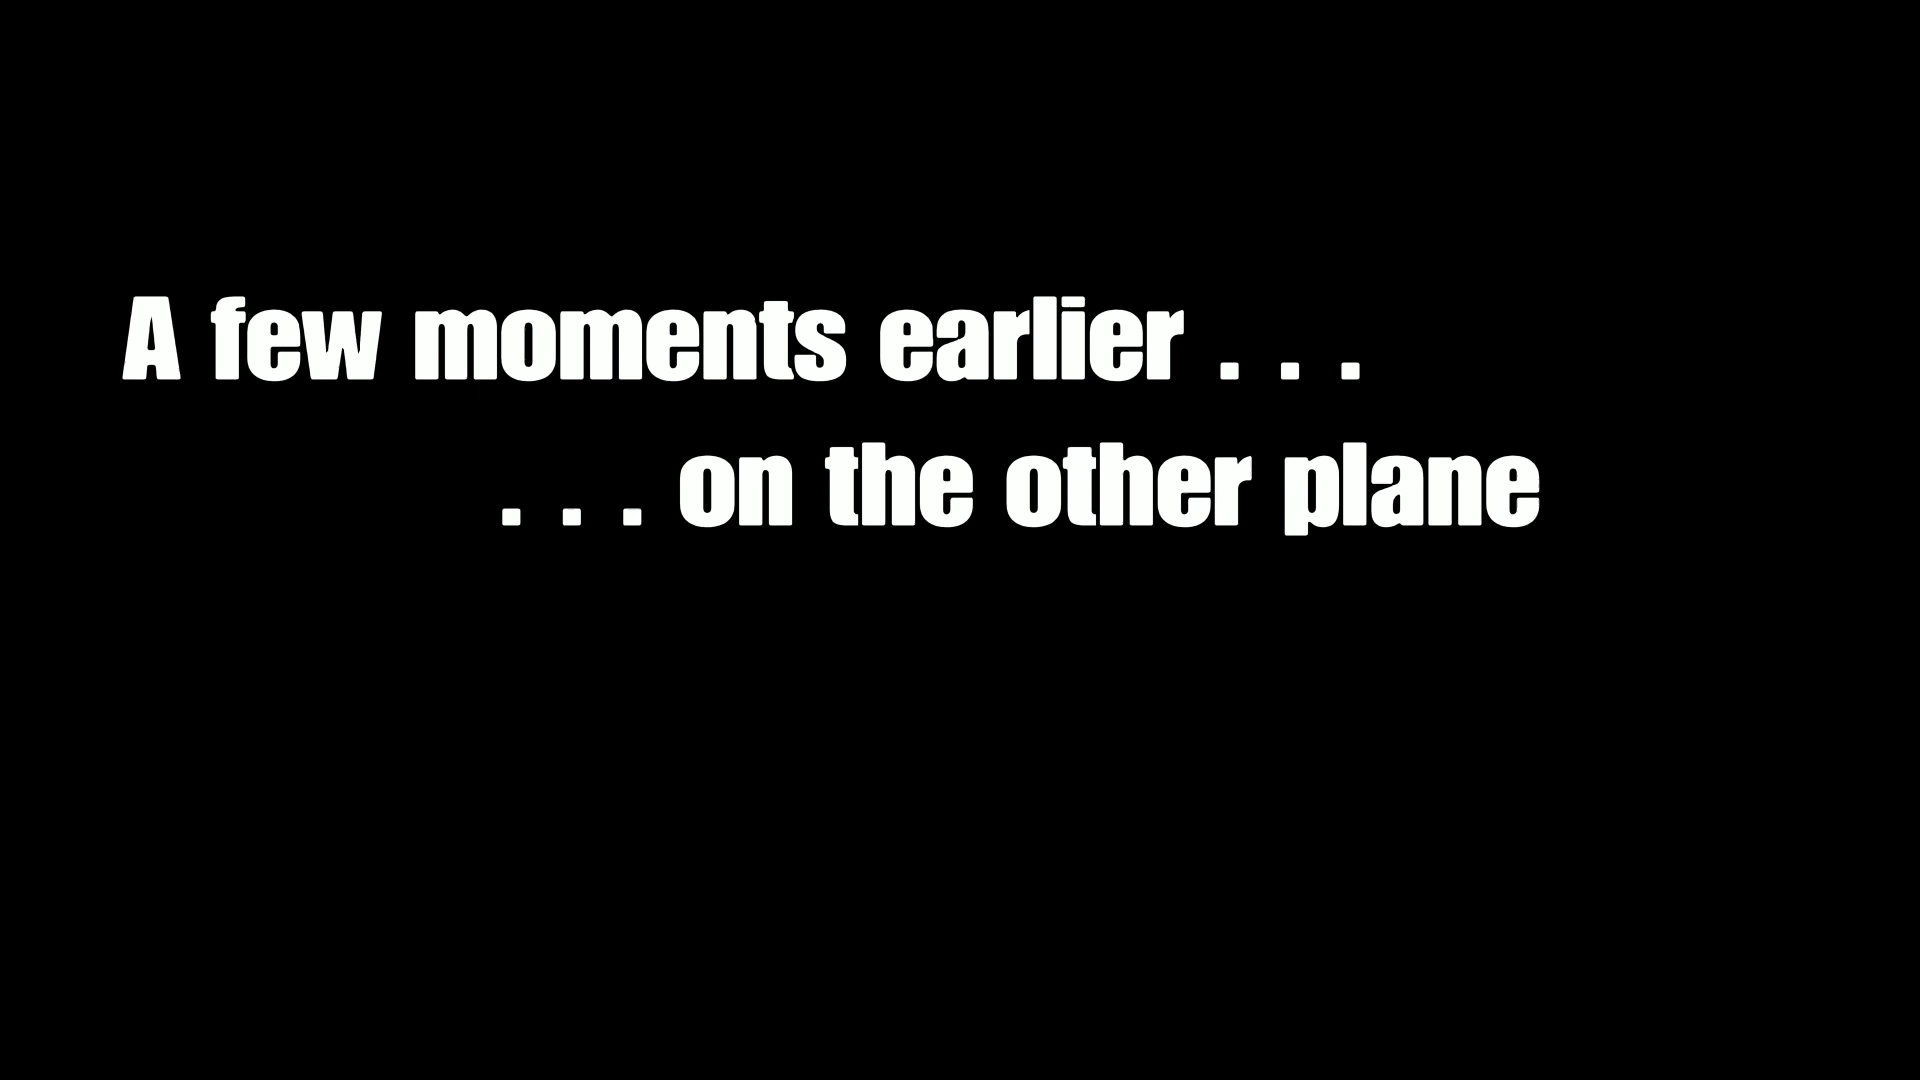 A few moments earlier . . .
. . . on the other plane